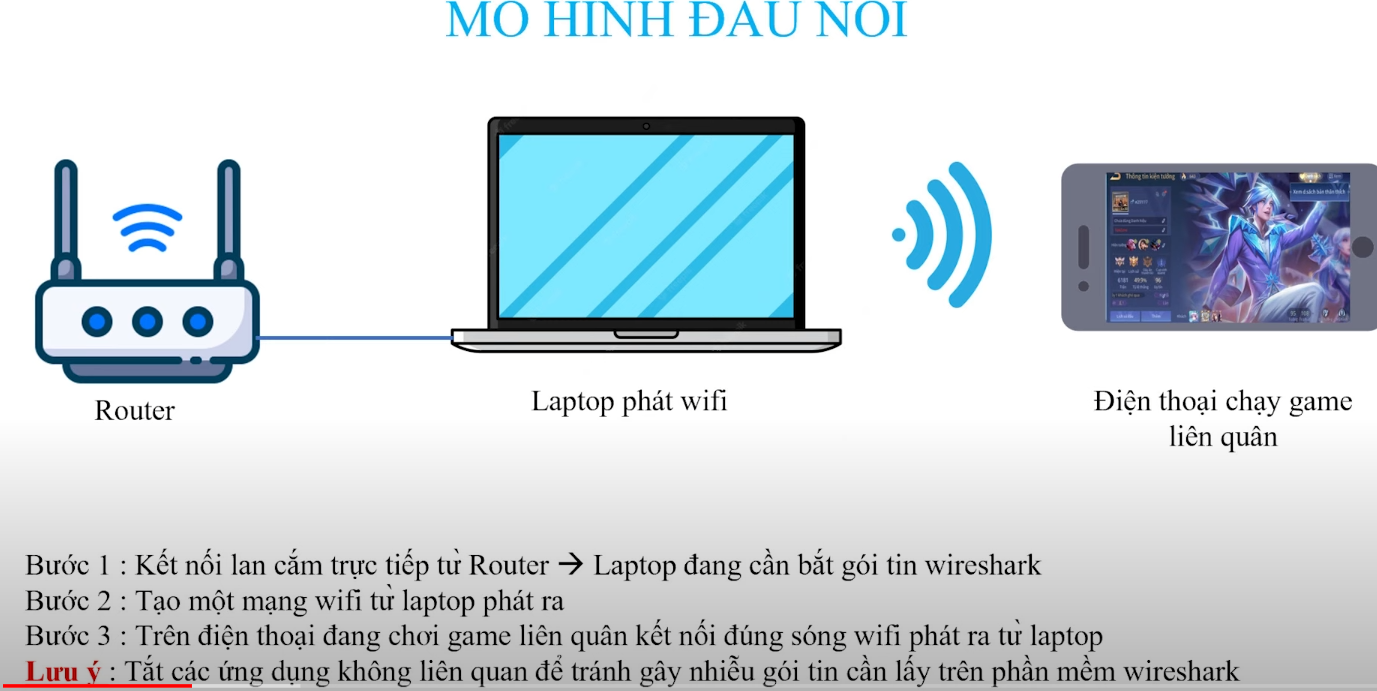 MÔ HÌNH ĐẤU NỐI
Thông tin kiện tướng
Router
Laptop phát wifi
Điện thoại chạy game
liên quân
Bước 1 : Kết nối lan cắm trực tiếp từ Router → Laptop đang cần bắt gói tin wireshark
Bước 2 : Tạo một mạng wifi từ laptop phát ra
Bước 3 : Trên điện thoại đang chơi game liên quân kết nối đúng sóng wifi phát ra từ laptop
Lưu ý : Tắt các ứng dụng không liên quan để tránh gây nhiễu gói tin cần lấy trên phần mềm wireshark